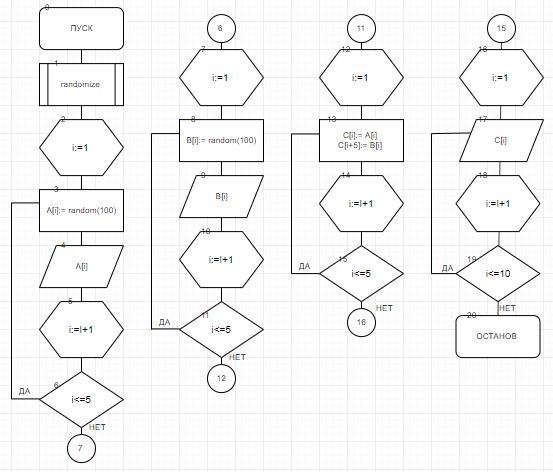 0
ПУСК
1
randomize
2
i:=1
3
A[i]:= random(100)
4
A[i]
5
i:=I+1
6
i<=5
ДА
НЕТ
7
6
7
i:=1
8
B[i]:= random(100)
9
B[i]
10
i:=I+1
11
i<=5
ДА
НЕТ
12
11
12
i:=1
13
C[i]:= A[i]
C[i+5]:= B[i]
14
i:=I+1
15
i<=5
ДА
НЕТ
16
15
16
i:=1
17
C[i]
18
i:=I+1
19
i<=10
ДА
НЕТ
20
ОСТАНОВ